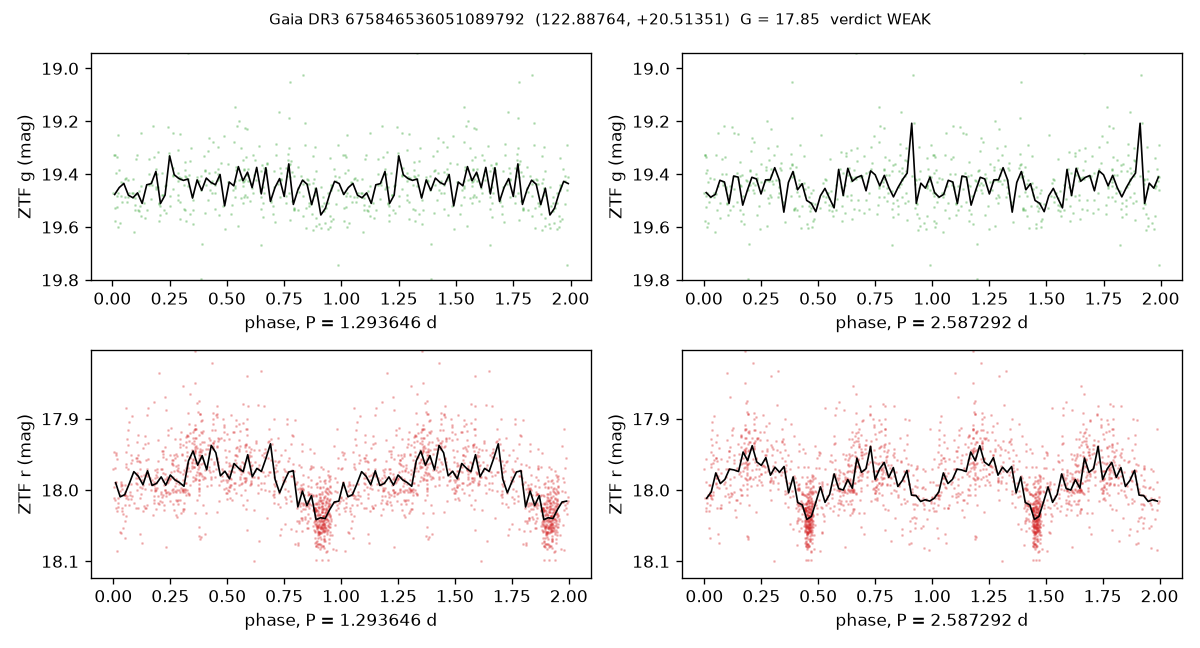 Gaia DR3 675846536051089792 (122.88764, +20.51351) G = 17.85 verdict WEAK
ZTF g (mag)
19.0
19.2
19.4
19.6
19.8
0.00 0.25 0.50 0.75 1.00 1.25 1.50 1.75 2.00
phase, P = 1.293646 d
ZTF g (mag)
19.0
19.2
19.4
19.6
19.8
0.00 0.25 0.50 0.75 1.00 1.25 1.50 1.75 2.00
phase, P = 2.587292 d
ZTF r (mag)
17.9
18.0
18.1
0.00 0.25 0.50 0.75 1.00 1.25 1.50 1.75 2.00
phase, P = 1.293646 d
ZTF r (mag)
17.9
18.0
18.1
0.00 0.25 0.50 0.75 1.00 1.25 1.50 1.75 2.00
phase, P = 2.587292 d